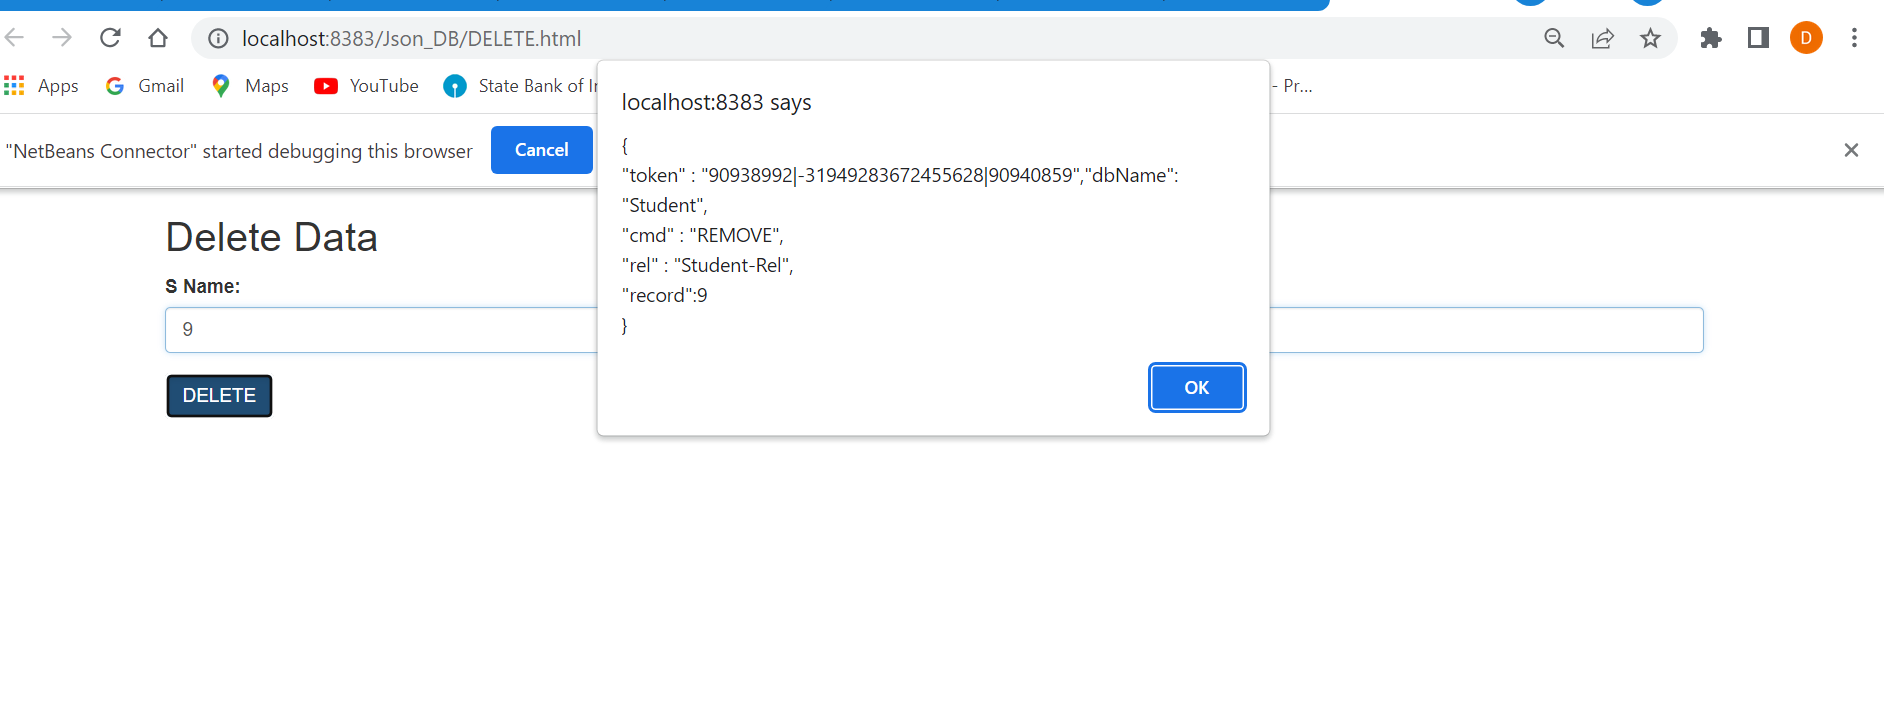 localhost:8383/Json_DB/DELETE.html
D
Apps Gmail Maps YouTube State Bank of In - Pr...
"NetBeans Connector" started debugging this browser Cancel
localhost:8383 says
{
"token" : "90938992|-31949283672455628|90940859","dbName":
"Student",
"cmd" : "REMOVE",
"rel" : "Student-Rel",
"record":9
}
OK
Delete Data
S Name:
9
DELETE